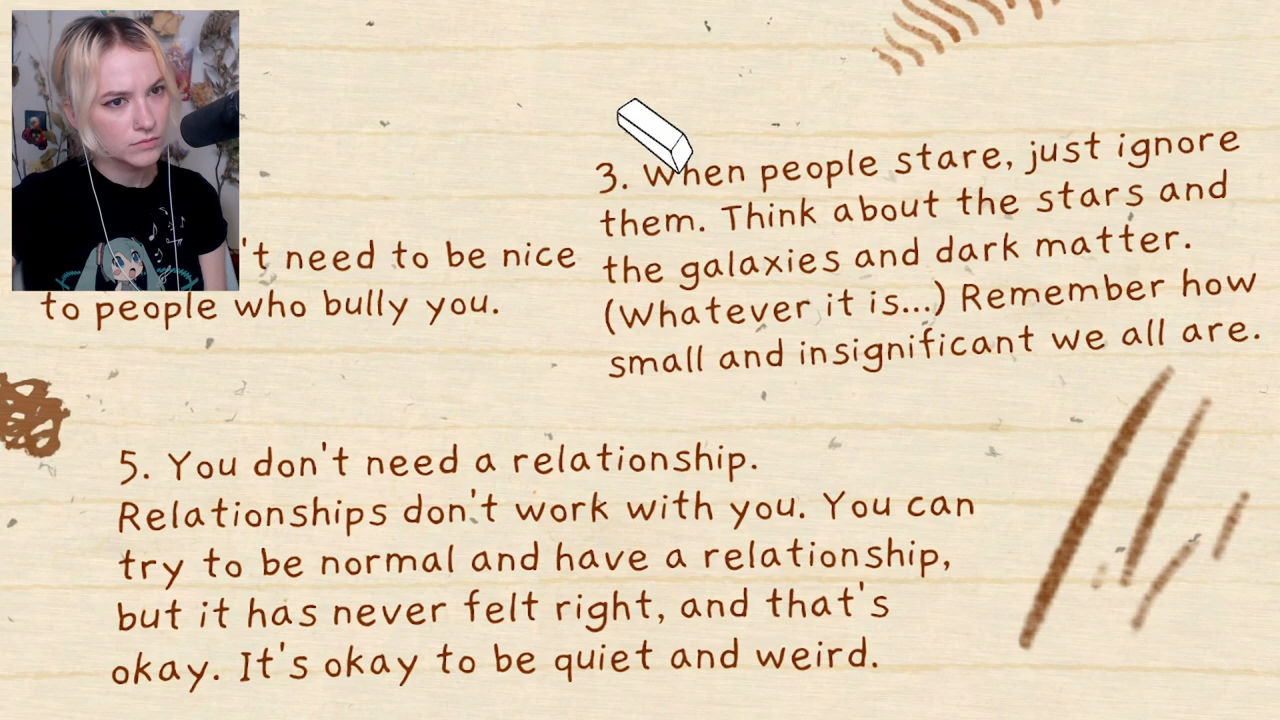 't need to be nice
to people who bully you.
3. When people stare, just ignore
them. Think about the stars and
the galaxies and dark matter.
(Whatever it is...) Remember how
small and insignificant we all are.
5. You don't need a relationship.
Relationships don't work with you. You can
try to be normal and have a relationship,
but it has never felt right, and that's
okay. It's okay to be quiet and weird.